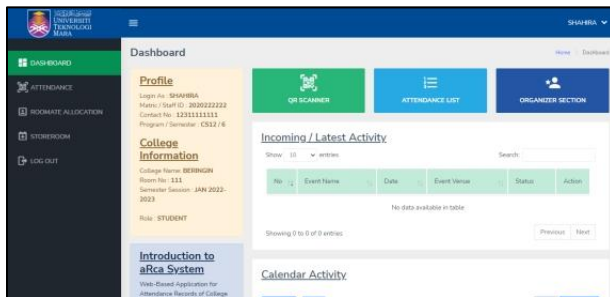 UNIVERSITI
TEKNOLOGI
MARA
SHAHIRA
DASHBOARD
ATTENDANCE
ROOMATE ALLOCATION
STOREROOM
LOG OUT
Dashboard
Home / Dashboard
Profile
Login As : SHAHIRA
Matric / Staff ID : 2020222222
Contact No : 12311111111
Program / Semester : CS12 / 6
College
Information
College Name: BERINGIN
Room No : 111
Semester Session : JAN 2022-
2023
Role : STUDENT
Introduction to
aRca System
Web-Based Application for
Attendance Records of College
QR SCANNER
ATTENDANCE LIST
ORGANIZER SECTION
Incoming / Latest Activity
Show 10 entries
Search:
No Event Name Date Event Venue Status Action
No data available in table
Showing 0 to 0 of 0 entries
Previous Next
Calendar Activity